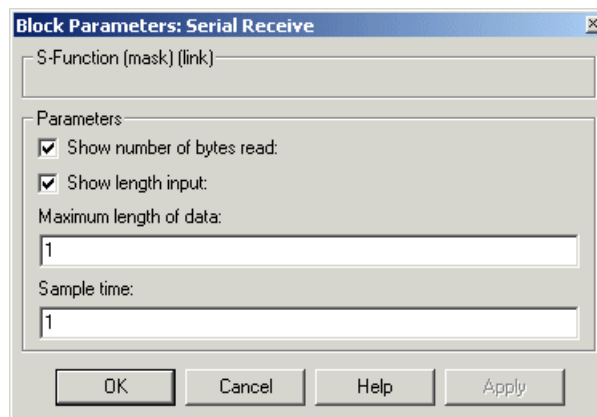 Block Parameters: Serial Receive
S-Function (mask) (link)
Parameters
Show number of bytes read:
Show length input:
Maximum length of data:
1
Sample time:
1
OK Cancel Help Apply